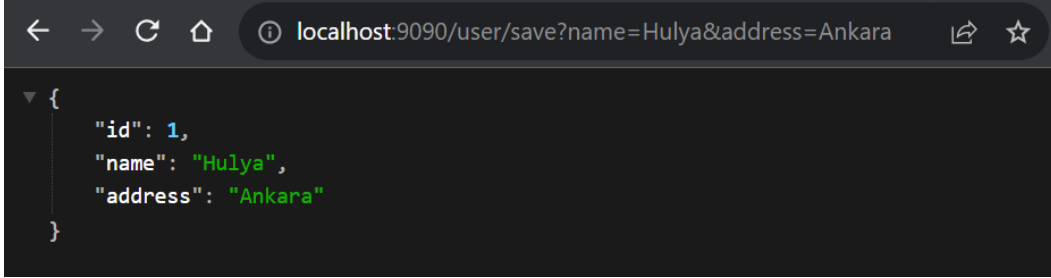 localhost:9090/user/save?name=Hulya&address=Ankara
{
"id": 1,
"name": "Hulya",
"address": "Ankara"
}